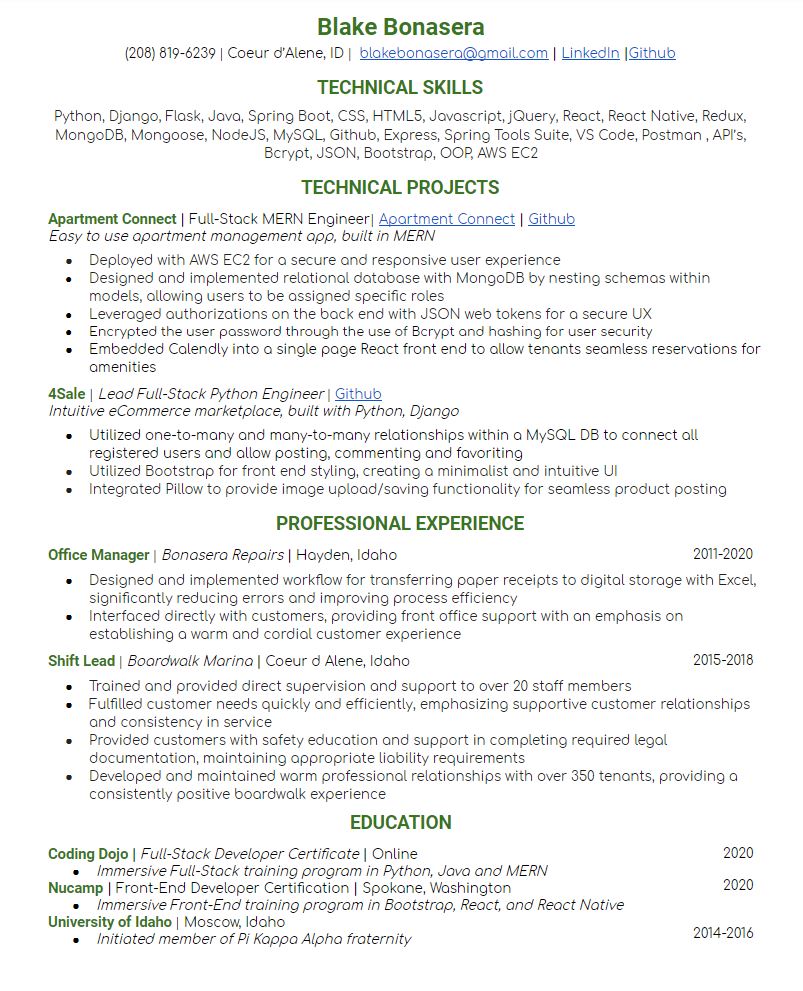 Blake Bonasera
(208) 819-6239 | Coeur d'Alene, ID | blakebonasera@gmail.com | LinkedIn |Github
TECHNICAL SKILLS
Python, Django, Flask, Java, Spring Boot, CSS, HTML5, Javascript, jQuery, React, React Native, Redux,
MongoDB, Mongoose, NodeJS, MySQL, Github, Express, Spring Tools Suite, VS Code, Postman , API's,
Bcrypt, JSON, Bootstrap, OOP, AWS EC2
TECHNICAL PROJECTS
Apartment Connect | Full-Stack MERN Engineer| Apartment Connect | Github
Easy to use apartment management app, built in MERN
● Deployed with AWS EC2 for a secure and responsive user experience
● Designed and implemented relational database with MongoDB by nesting schemas within
models, allowing users to be assigned specific roles
● Leveraged authorizations on the back end with JSON web tokens for a secure UX
● Encrypted the user password through the use of Bcrypt and hashing for user security
● Embedded Calendly into a single page React front end to allow tenants seamless reservations for
amenities
4Sale | Lead Full-Stack Python Engineer | Github
Intuitive eCommerce marketplace, built with Python, Django
● Utilized one-to-many and many-to-many relationships within a MySQL DB to connect all
registered users and allow posting, commenting and favoriting
● Utilized Bootstrap for front end styling, creating a minimalist and intuitive UI
● Integrated Pillow to provide image upload/saving functionality for seamless product posting
PROFESSIONAL EXPERIENCE
Office Manager | Bonasera Repairs | Hayden, Idaho 2011-2020
● Designed and implemented workflow for transferring paper receipts to digital storage with Excel,
significantly reducing errors and improving process efficiency
● Interfaced directly with customers, providing front office support with an emphasis on
establishing a warm and cordial customer experience
Shift Lead | Boardwalk Marina | Coeur d Alene, Idaho 2015-2018
● Trained and provided direct supervision and support to over 20 staff members
● Fulfilled customer needs quickly and efficiently, emphasizing supportive customer relationships
and consistency in service
● Provided customers with safety education and support in completing required legal
documentation, maintaining appropriate liability requirements
● Developed and maintained warm professional relationships with over 350 tenants, providing a
consistently positive boardwalk experience
EDUCATION
Coding Dojo | Full-Stack Developer Certificate | Online 2020
● Immersive Full-Stack training program in Python, Java and MERN
Nucamp | Front-End Developer Certification | Spokane, Washington 2020
● Immersive Front-End training program in Bootstrap, React, and React Native
University of Idaho | Moscow, Idaho 2014-2016
● Initiated member of Pi Kappa Alpha fraternity